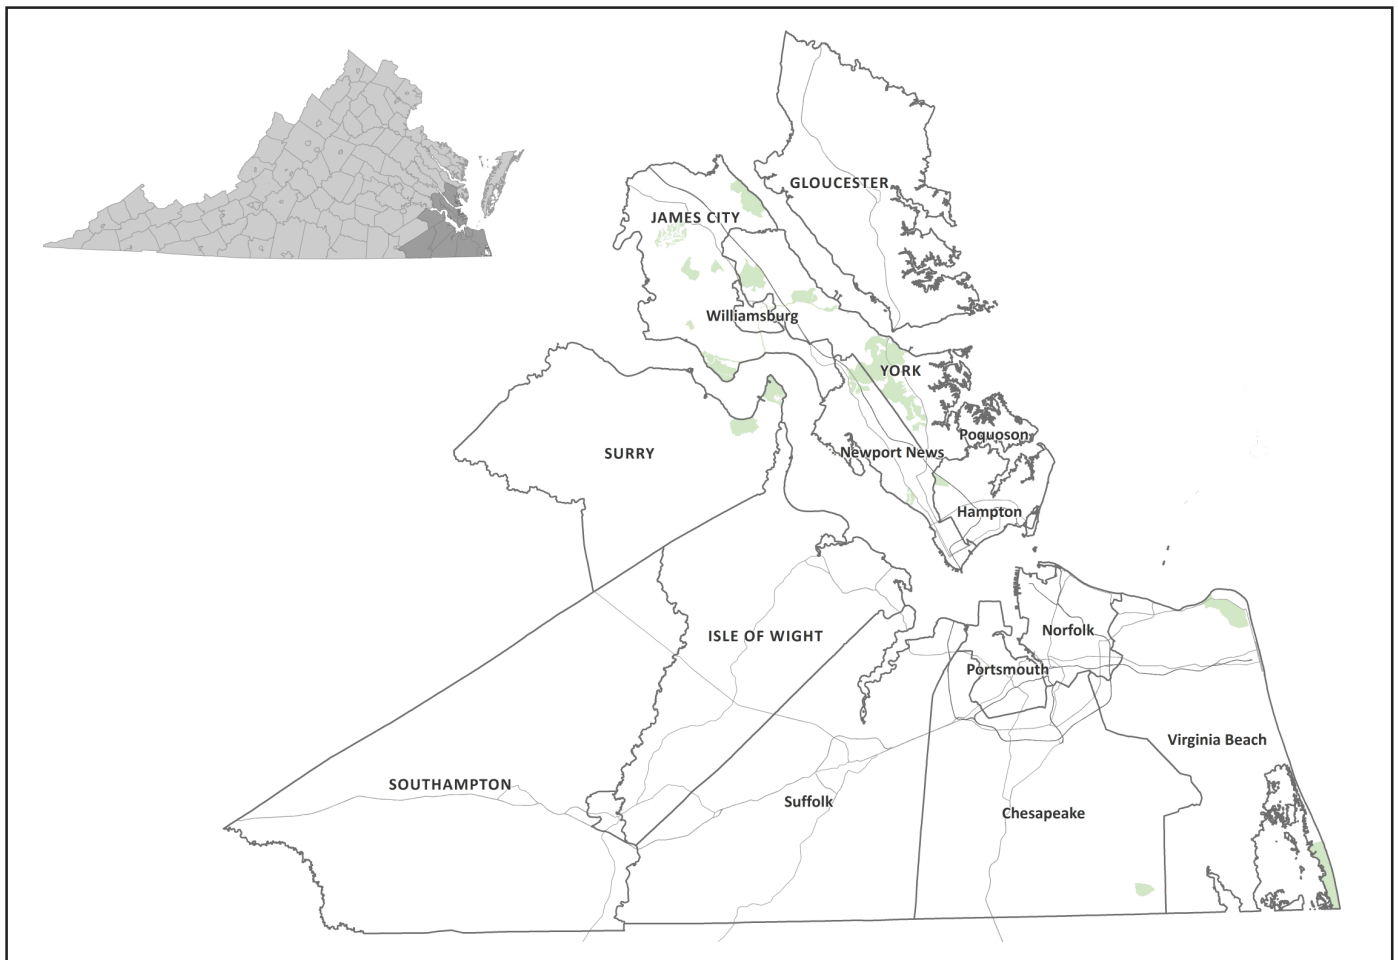 GLOUCESTER
JAMES CITY
Williamsburg
YORK
Poquoson
SURRY
Newport News
Hampton
ISLE OF WIGHT
Norfolk
Portsmouth
Virginia Beach
SOUTHAMPTON
Suffolk
Chesapeake